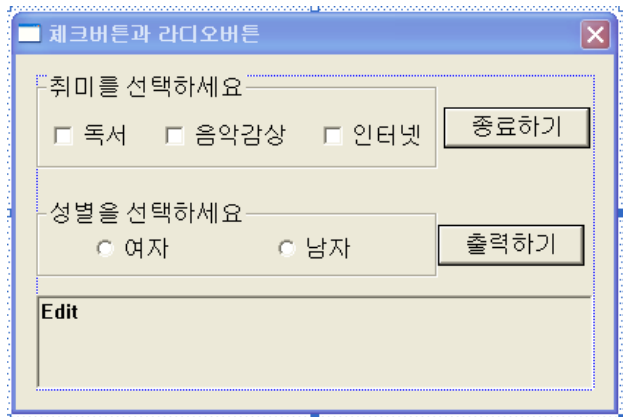 체크버튼과 라디오버튼
취미를 선택하세요
독서 음악감상 인터넷 종료하기
성별을 선택하세요
여자 남자 출력하기
Edit